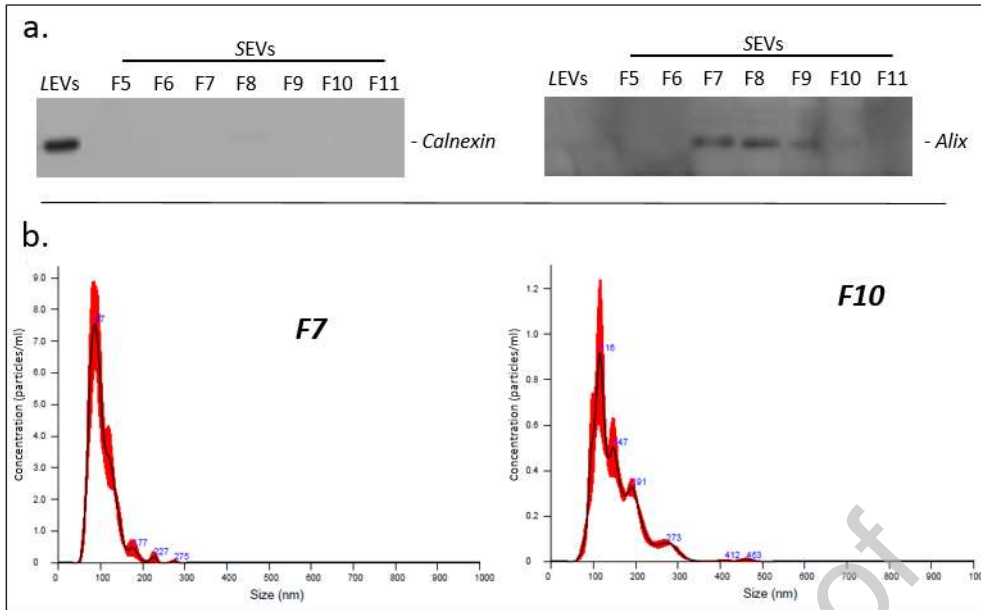 a.
SEVs
LEVs F5 F6 F7 F8 F9 F10 F11
- Calnexin
SEVs
LEVs F5 F6 F7 F8 F9 F10 F11
- Alix
b.
F7
Concentration (particles/ml)
9.0
8.0
7.0
6.0
5.0
4.0
3.0
2.0
1.0
0
177
227
275
0 100 200 300 400 500 600 700 800 900 1000
Size (nm)
F10
Concentration (particles/ml)
1.2
1.0
0.8
0.6
0.4
0.2
0
116
147
191
273
412
463
0 100 200 300 400 500 600 700 800 900 100
Size (nm)
of